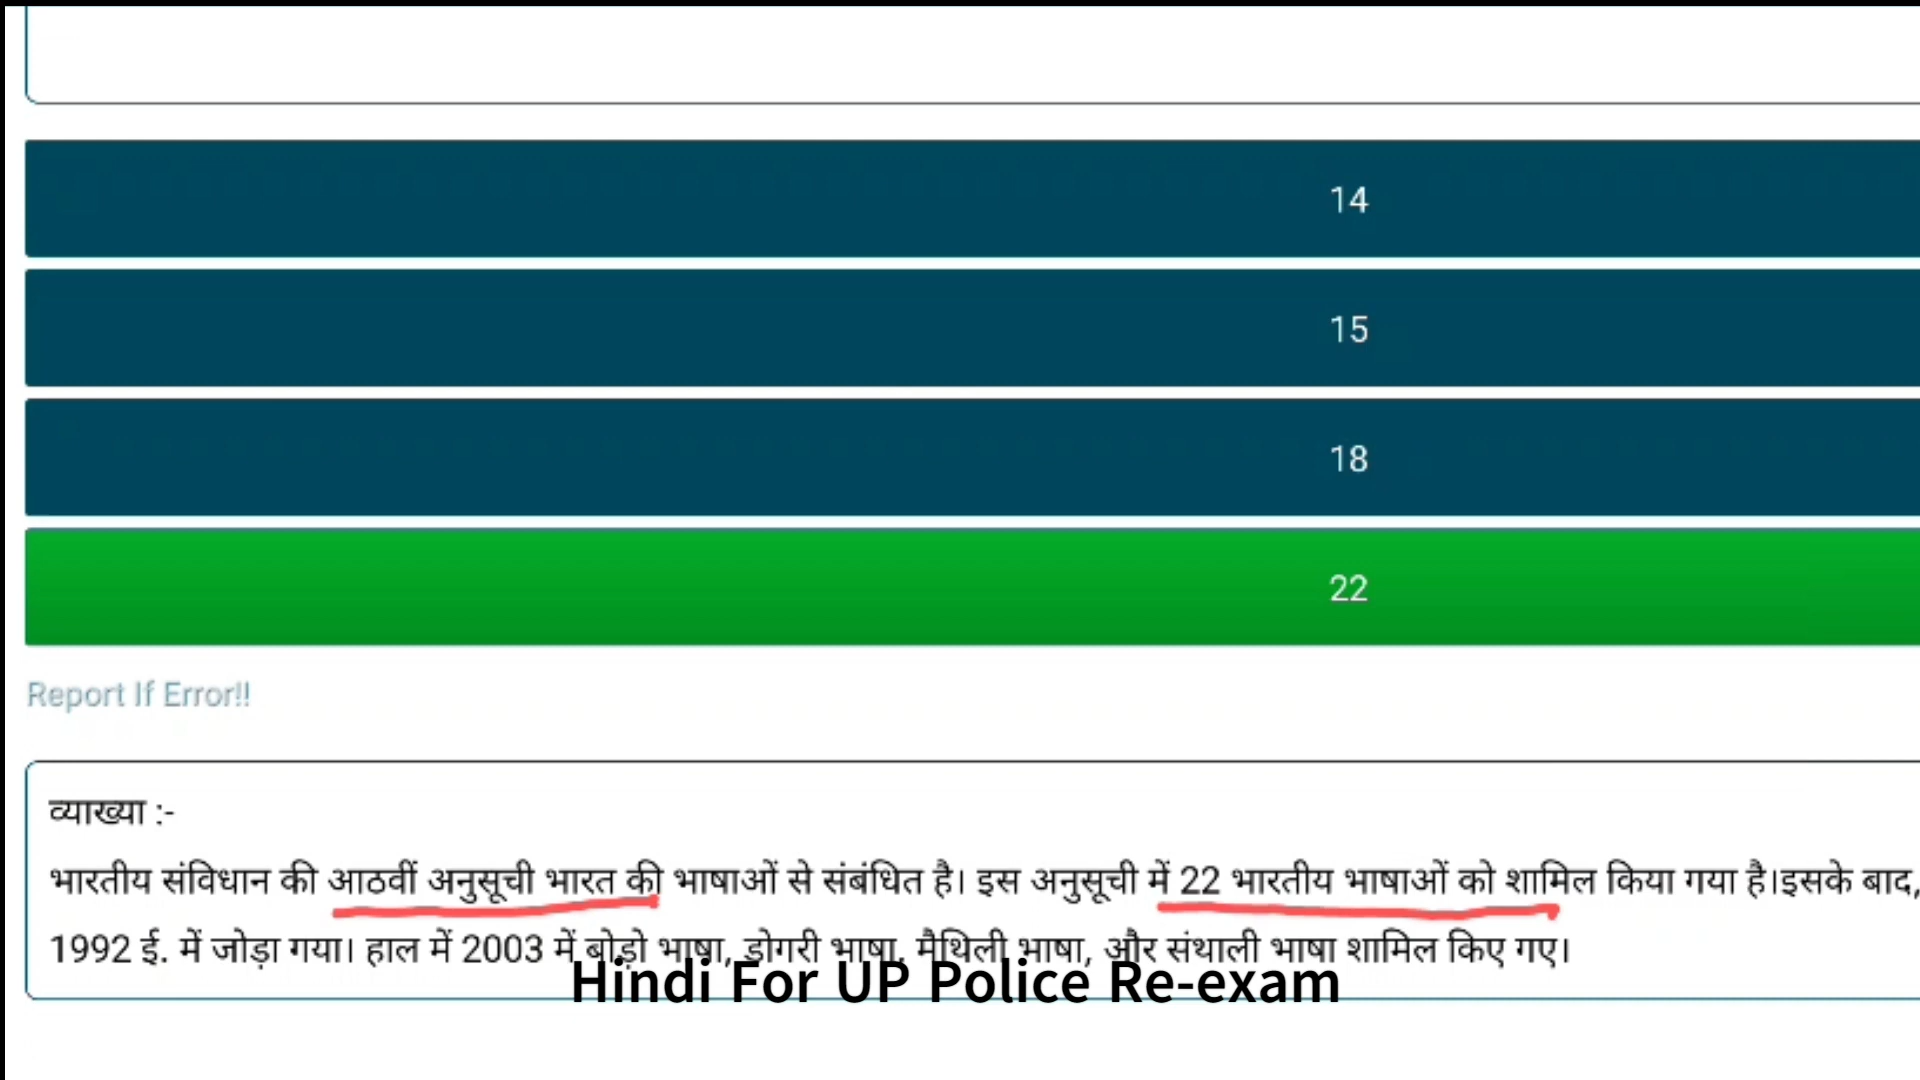 14
15
18
22
Report If Error!!
व्याख्या :-
भारतीय संविधान की आठवीं अनुसूची भारत की भाषाओं से संबंधित है। इस अनुसूची में 22 भारतीय भाषाओं को शामिल किया गया है।इसके बाद,
1992 ई. में जोड़ा गया। हाल में 2003 में बोड़ो भाषा, डोगरी भाषा, मैथिली भाषा, और संथाली भाषा शामिल किए गए।
Hindi For UP Police Re-exam